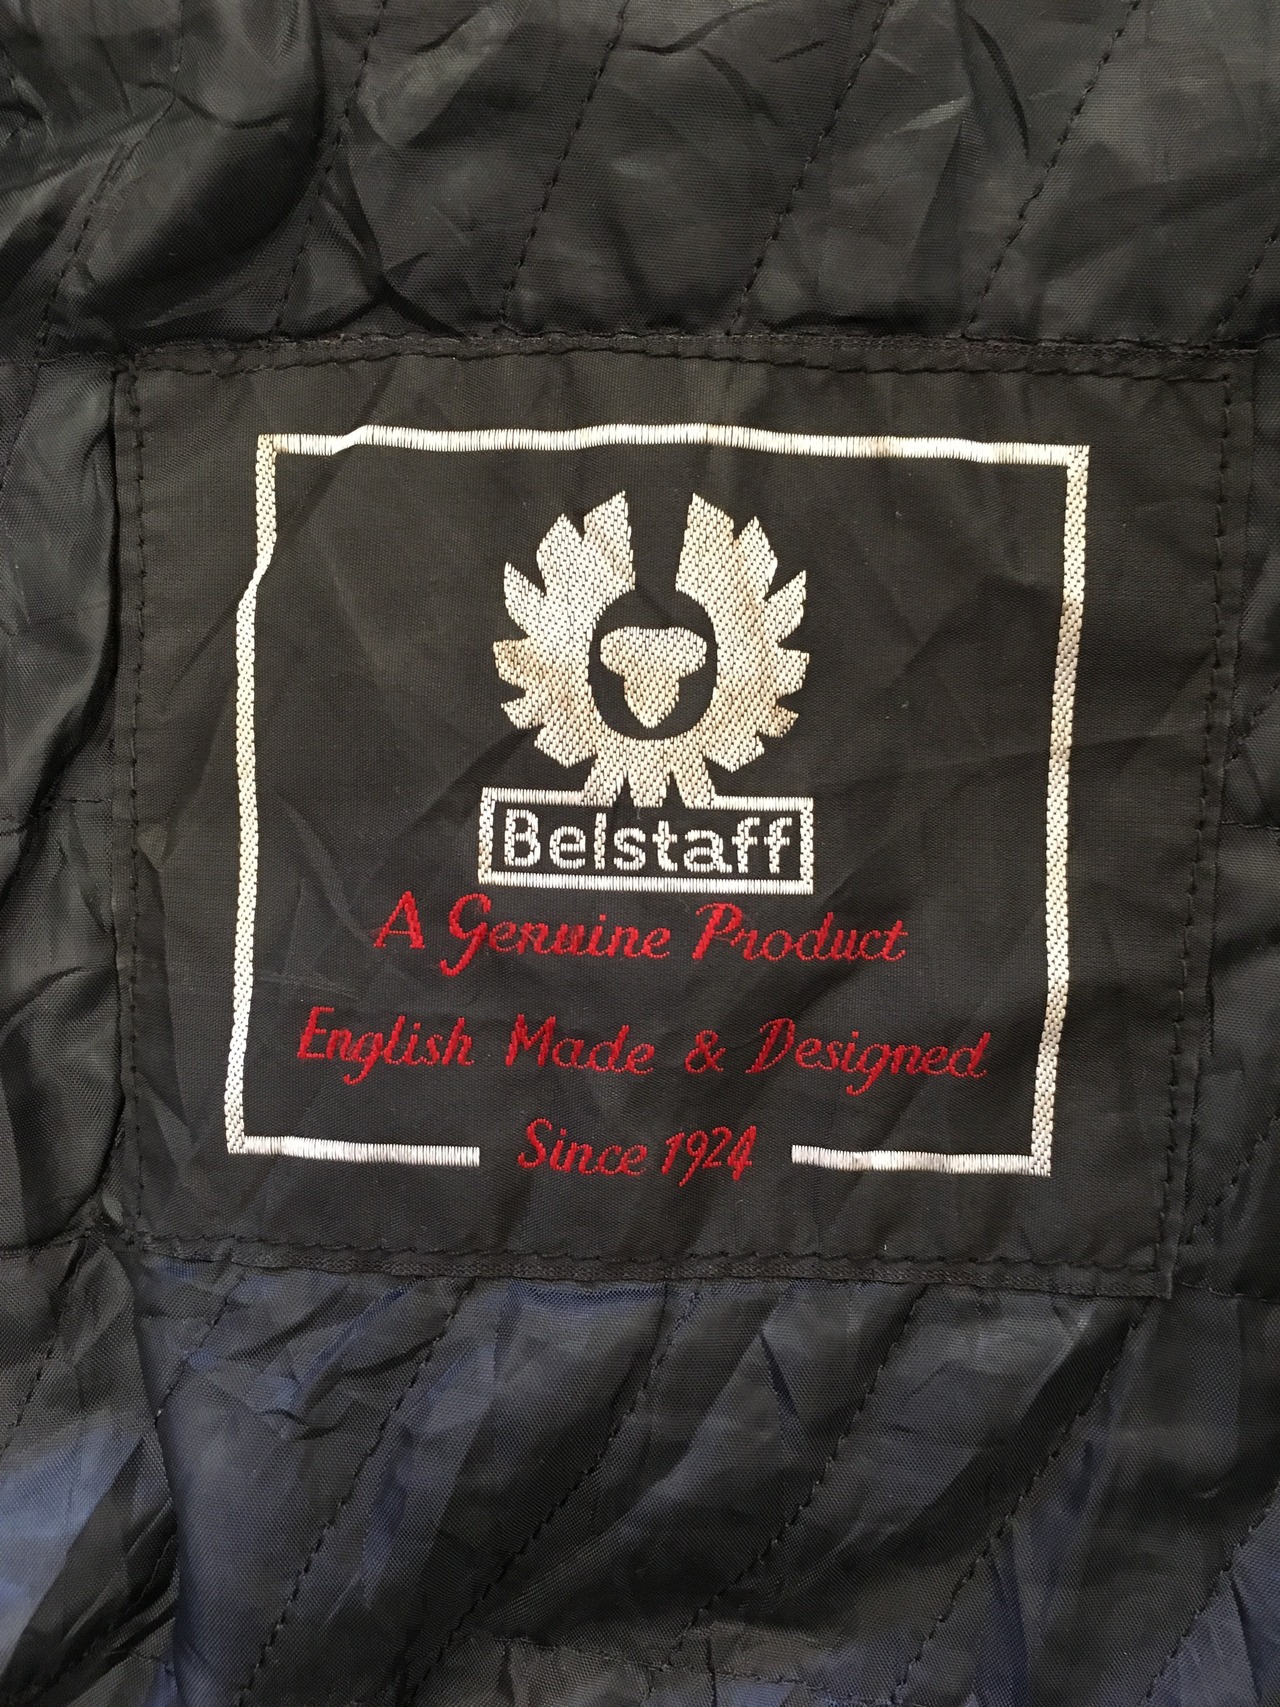 Belstaff
A Genuine Product
English Made & Designed
Since 1924